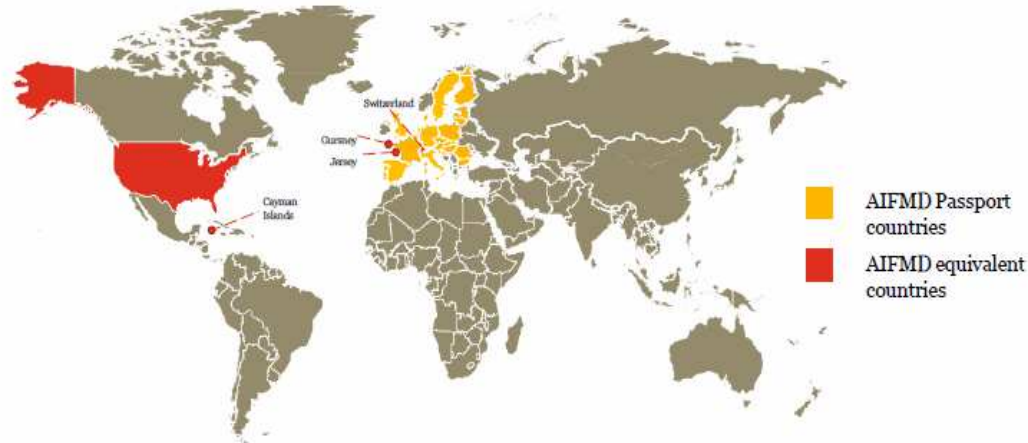 Switzerland
Gursney
Jersey
Cayman
Islands
AIFMD Passport
countries
AIFMD equivalent
countries